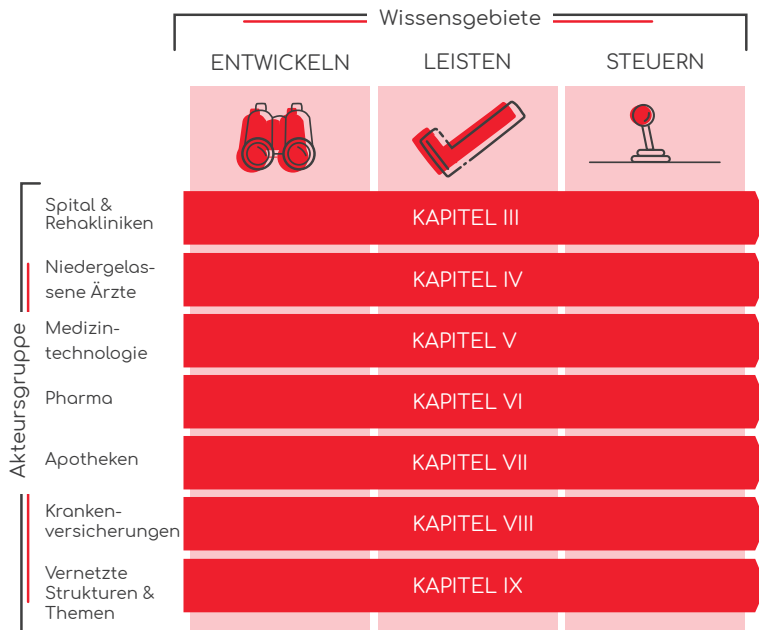 Wissensgebiete
ENTWICKELN
LEISTEN
STEUERN
Akteursgruppe
Spital &
Rehakliniken
KAPITEL III
Niedergelas-
sene Ärzte
KAPITEL IV
Medizin-
technologie
KAPITEL V
Pharma
KAPITEL VI
Apotheken
KAPITEL VII
Kranken-
versicherungen
KAPITEL VIII
Vernetzte
Strukturen &
Themen
KAPITEL IX